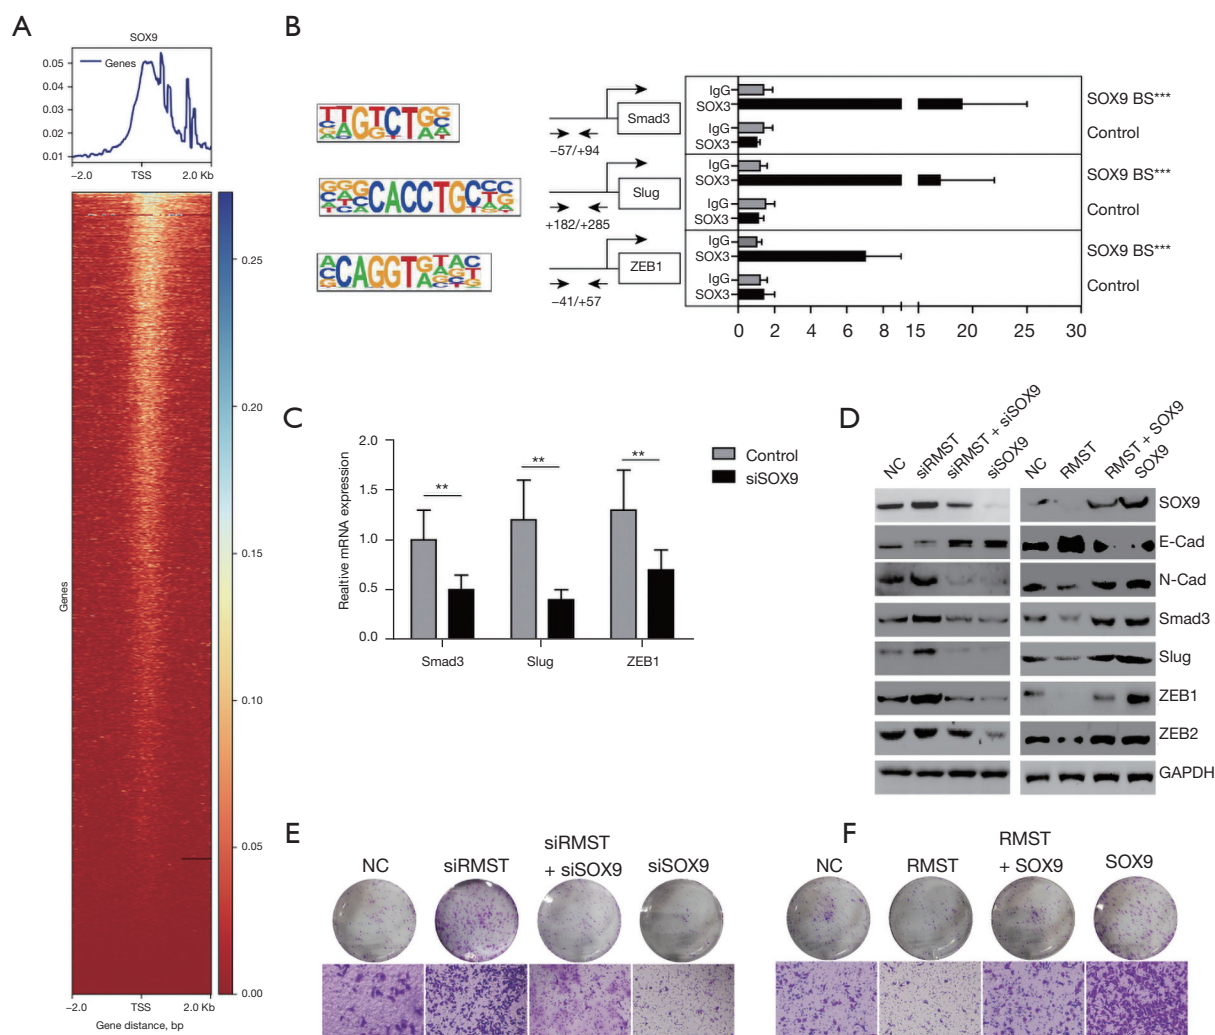 A
SOX9
Genes
0.05
0.04
0.03
0.02
0.01
−2.0
TSS
2.0 Kb
0.25
0.20
0.15
0.10
0.05
0.00
Genes
−2.0
TSS
2.0 Kb
Gene distance, bp
B
GTCT
CACCTG
CAGGT
Smad3
−57/+94
Slug
+182/+285
ZEB1
−41/+57
IgG
SOX3
IgG
SOX3
IgG
SOX3
IgG
SOX3
IgG
SOX3
IgG
SOX3
SOX9 BS***
Control
SOX9 BS***
Control
SOX9 BS***
Control
0 2 4 6 8 15 20 25 30
C
Realtive mRNA expression
2.0
1.5
1.0
0.5
0.0
**
**
**
Smad3
Slug
ZEB1
Control
siSOX9
D
NC
siRMST
siRMST + siSOX9
siSOX9
NC
RMST
RMST + SOX9
SOX9
SOX9
E-Cad
N-Cad
Smad3
Slug
ZEB1
ZEB2
GAPDH
E
NC
siRMST
siRMST
+ siSOX9
siSOX9
F
NC
RMST
RMST
+ SOX9
SOX9